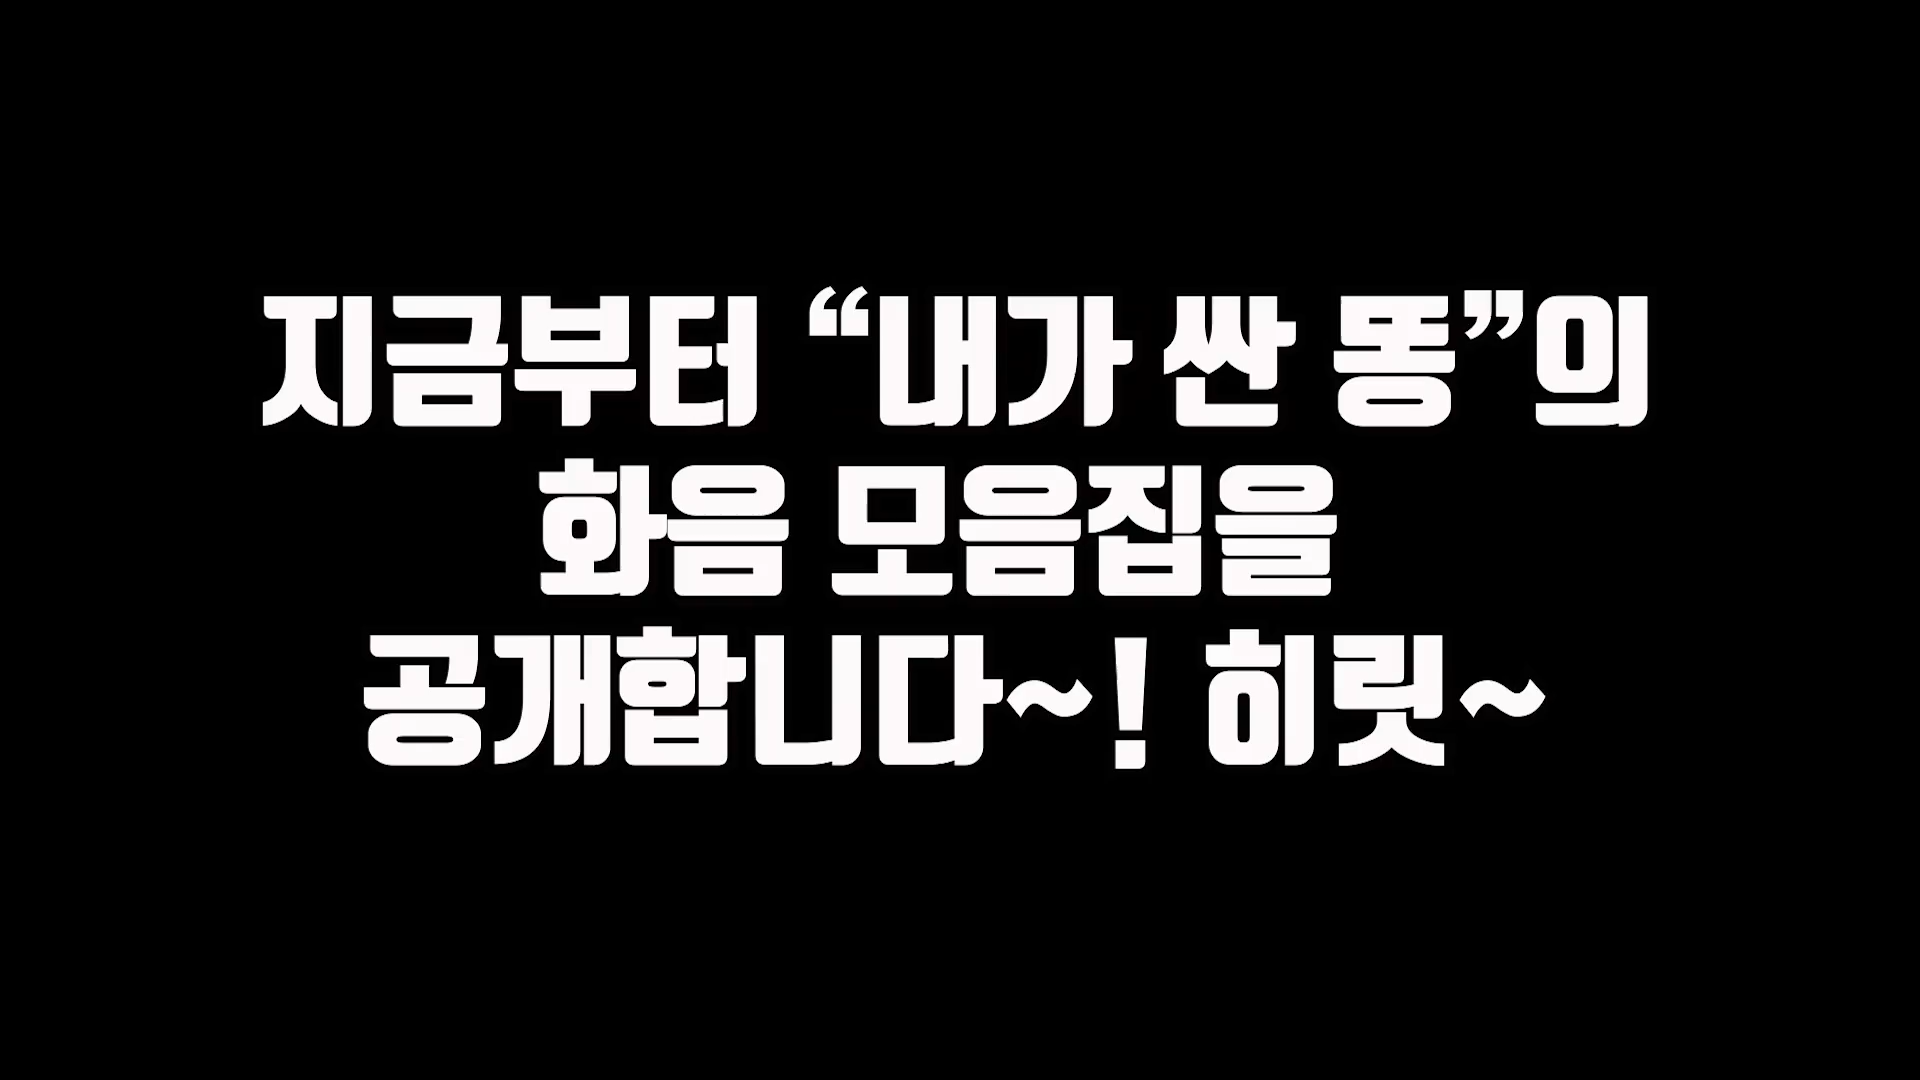 지금부터 “내가 싼 똥”의
화음 모음집을
공개합니다~! 히릿~